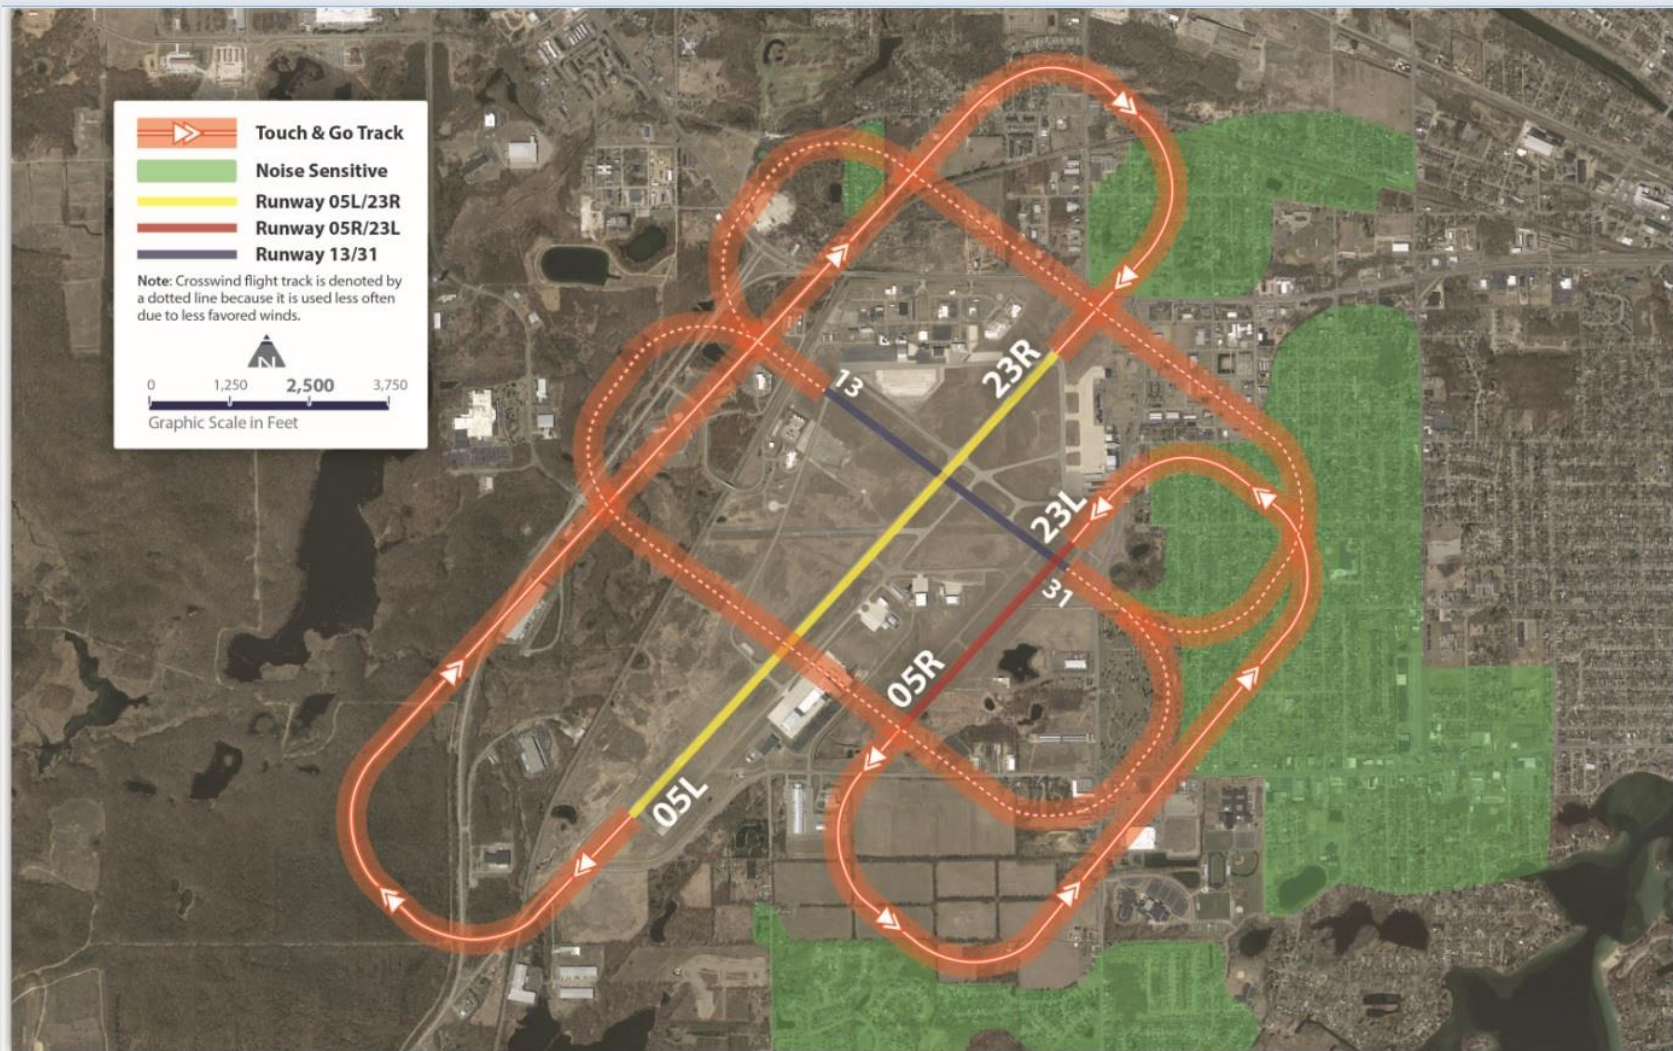 Touch & Go Track
Noise Sensitive
Runway 05L/23R
Runway 05R/23L
Runway 13/31
Note: Crosswind flight track is denoted by
a dotted line because it is used less often
due to less favored winds.
N
0 1,250 2,500 3,750
Graphic Scale in Feet
13
23R
23L
31
05R
05L